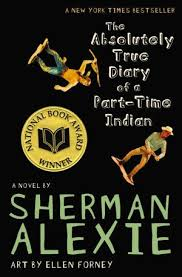 A NEW YORK TIMES BESTSELLER
The
Absolutely
True
Diary
of a
Part-Time
Indian
NATIONAL BOOK AWARD
WINNER
A NOVEL BY
SHERMAN
ALEXIE
ART BY ELLEN FORNEY